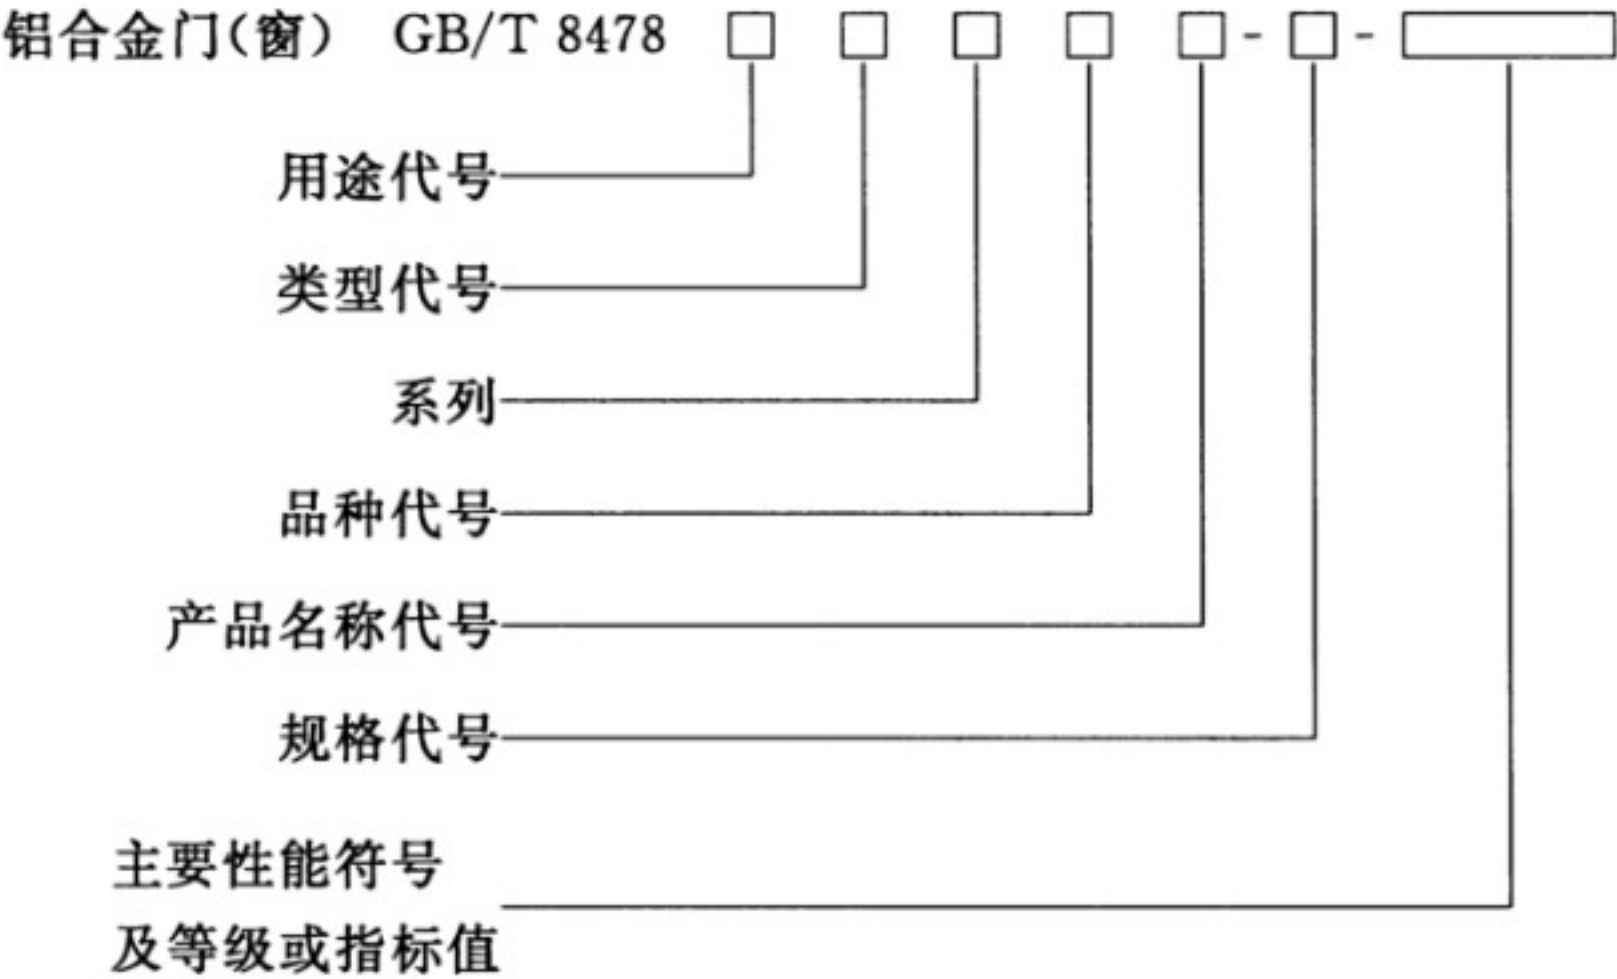 铝合金门(窗) GB/T 8478 □ □ □ □ □-□-□
用途代号
类型代号
系列
品种代号
产品名称代号
规格代号
主要性能符号
及等级或指标值